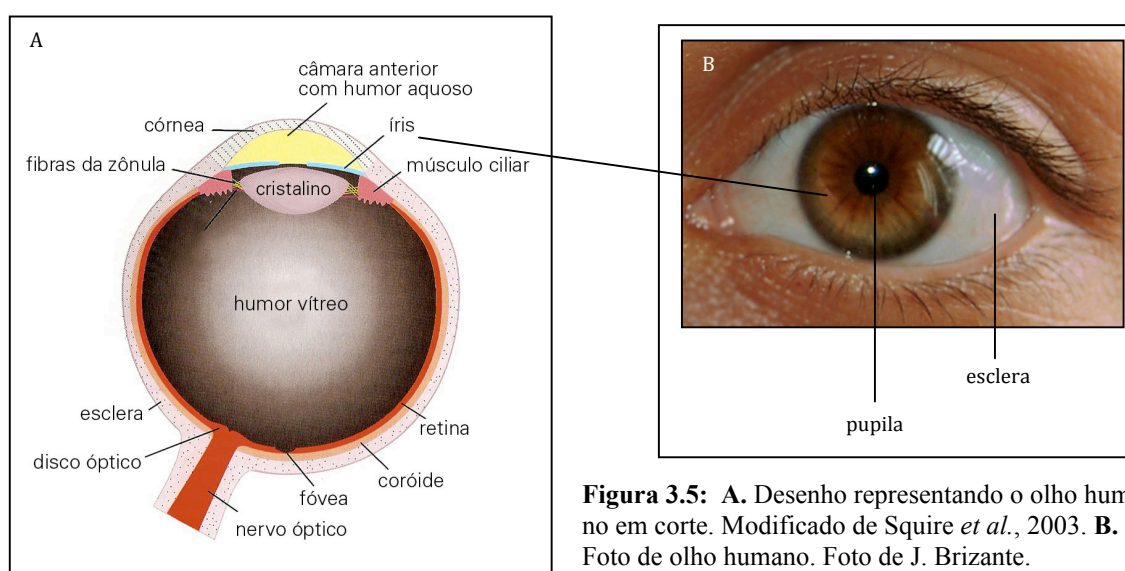 A
câmara anterior
com humor aquoso
córnea
íris
fibras da zônula
músculo ciliar
cristalino
humor vítreo
esclera
retina
disco óptico
coróide
fóvea
nervo óptico
B
esclera
pupila
Figura 3.5: A. Desenho representando o olho hum
no em corte. Modificado de Squire et al., 2003. B.
Foto de olho humano. Foto de J. Brizante.